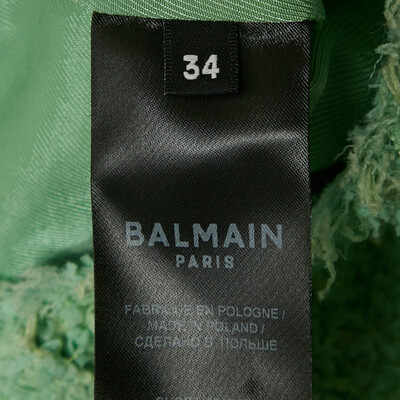 34
BALMAIN
PARIS
FABRIQUÉ EN POLOGNE /
MADE IN POLAND /
СДЕЛАНО В ПОЛЬШЕ